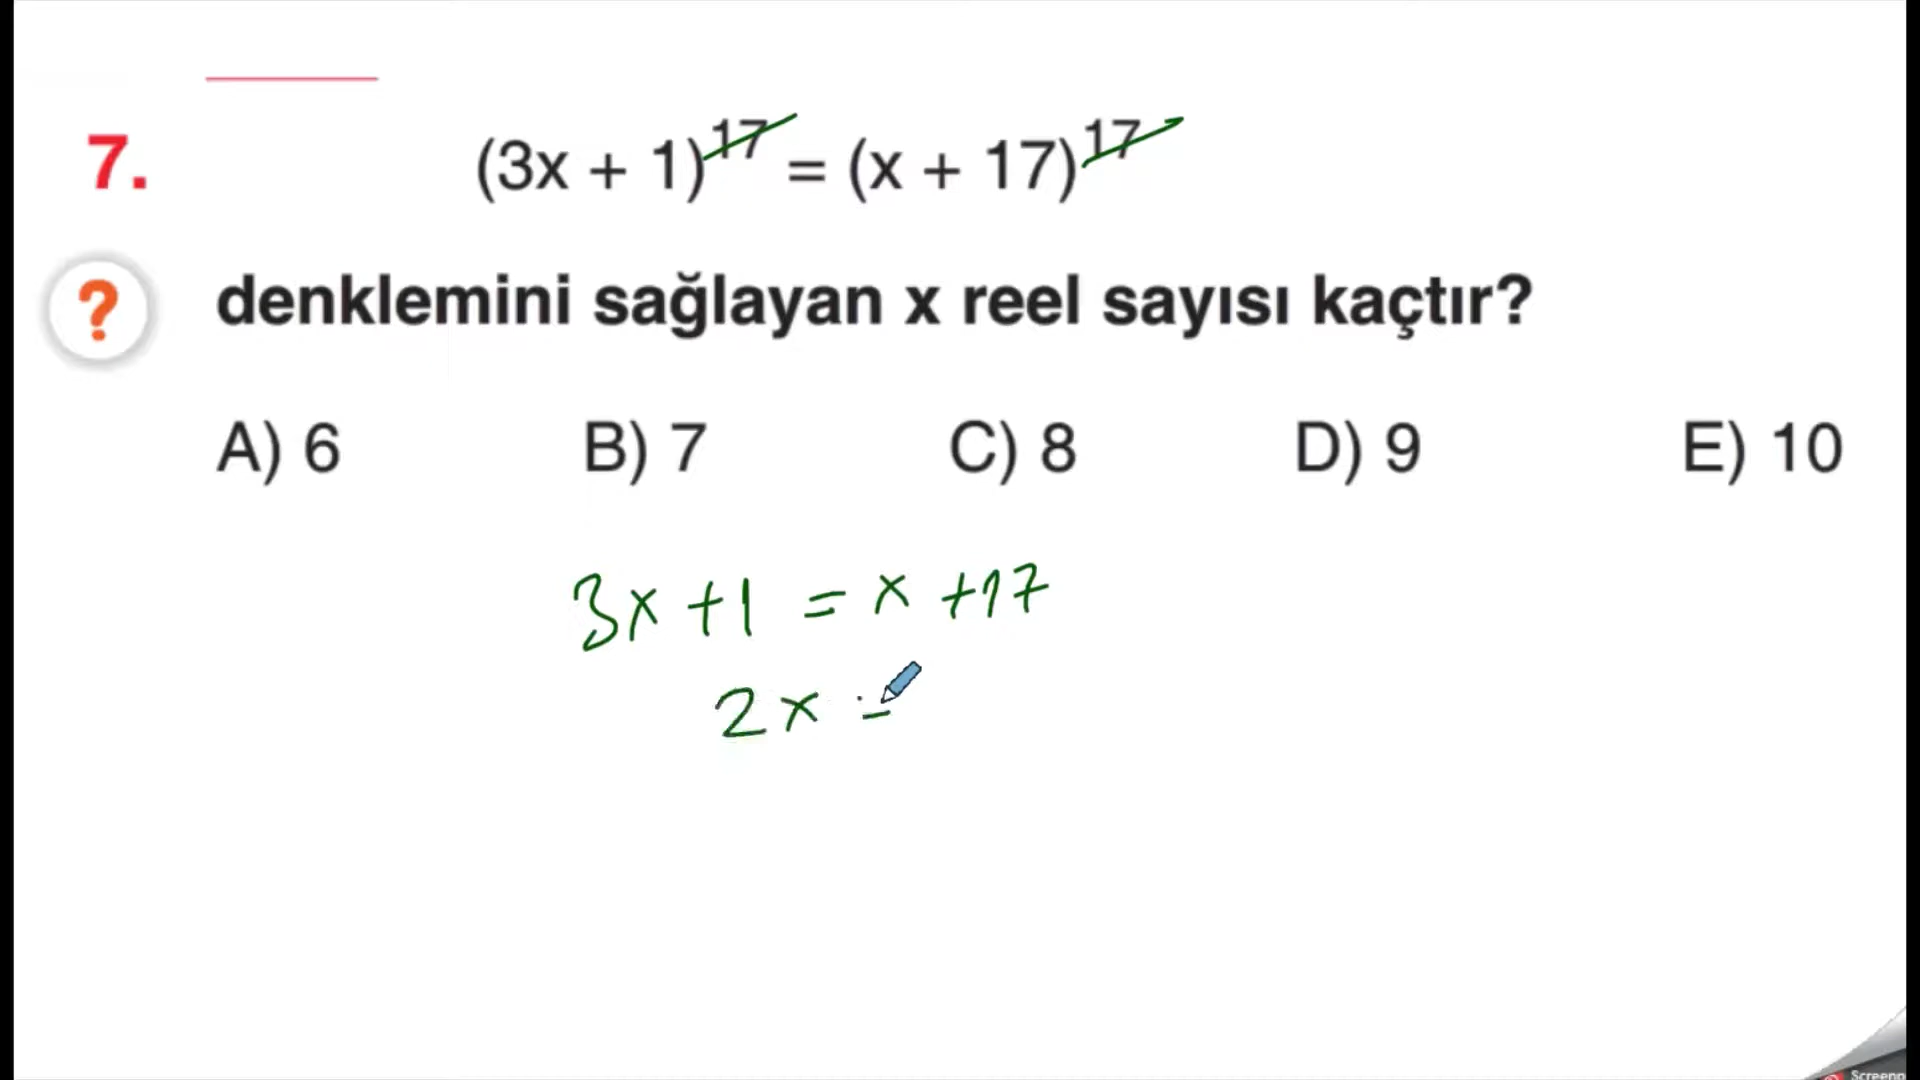 7. (3x + 1)¹⁷ = (x + 17)¹⁷
? denklemini sağlayan x reel sayısı kaçtır?
A) 6 B) 7 C) 8 D) 9 E) 10
3x +1 = x +17
2x =